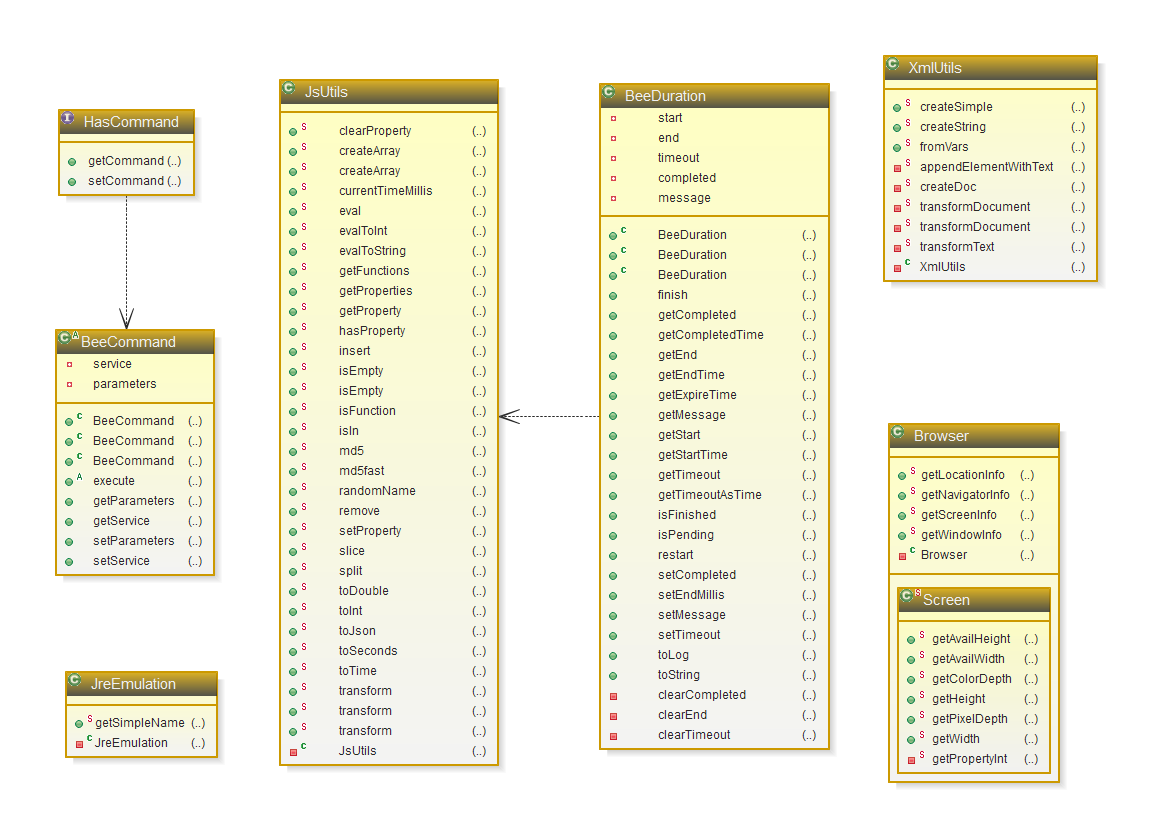 HasCommand
getCommand (..)
setCommand (..)
BeeCommand
service
parameters
BeeCommand (..)
BeeCommand (..)
BeeCommand (..)
execute (..)
getParameters (..)
getService (..)
setParameters (..)
setService (..)
JreEmulation
getSimpleName (..)
JreEmulation (..)
JsUtils
clearProperty (..)
createArray (..)
createArray (..)
currentTimeMillis (..)
eval (..)
evalToInt (..)
evalToString (..)
getFunctions (..)
getProperties (..)
getProperty (..)
hasProperty (..)
insert (..)
isEmpty (..)
isEmpty (..)
isFunction (..)
isIn (..)
md5 (..)
md5fast (..)
randomName (..)
remove (..)
setProperty (..)
slice (..)
split (..)
toDouble (..)
toInt (..)
toJson (..)
toSeconds (..)
toTime (..)
transform (..)
transform (..)
transform (..)
JsUtils (..)
BeeDuration
start
end
timeout
completed
message
BeeDuration (..)
BeeDuration (..)
BeeDuration (..)
finish (..)
getCompleted (..)
getCompletedTime (..)
getEnd (..)
getEndTime (..)
getExpireTime (..)
getMessage (..)
getStart (..)
getStartTime (..)
getTimeout (..)
getTimeoutAsTime (..)
isFinished (..)
isPending (..)
restart (..)
setCompleted (..)
setEndMillis (..)
setMessage (..)
setTimeout (..)
toLog (..)
toString (..)
clearCompleted (..)
clearEnd (..)
clearTimeout (..)
XmlUtils
createSimple (..)
createString (..)
fromVars (..)
appendElementWithText (..)
createDoc (..)
transformDocument (..)
transformDocument (..)
transformText (..)
XmlUtils (..)
Browser
getLocationInfo (..)
getNavigatorInfo (..)
getScreenInfo (..)
getWindowInfo (..)
Browser (..)
Screen
getAvailHeight (..)
getAvailWidth (..)
getColorDepth (..)
getHeight (..)
getPixelDepth (..)
getWidth (..)
getPropertyInt (..)